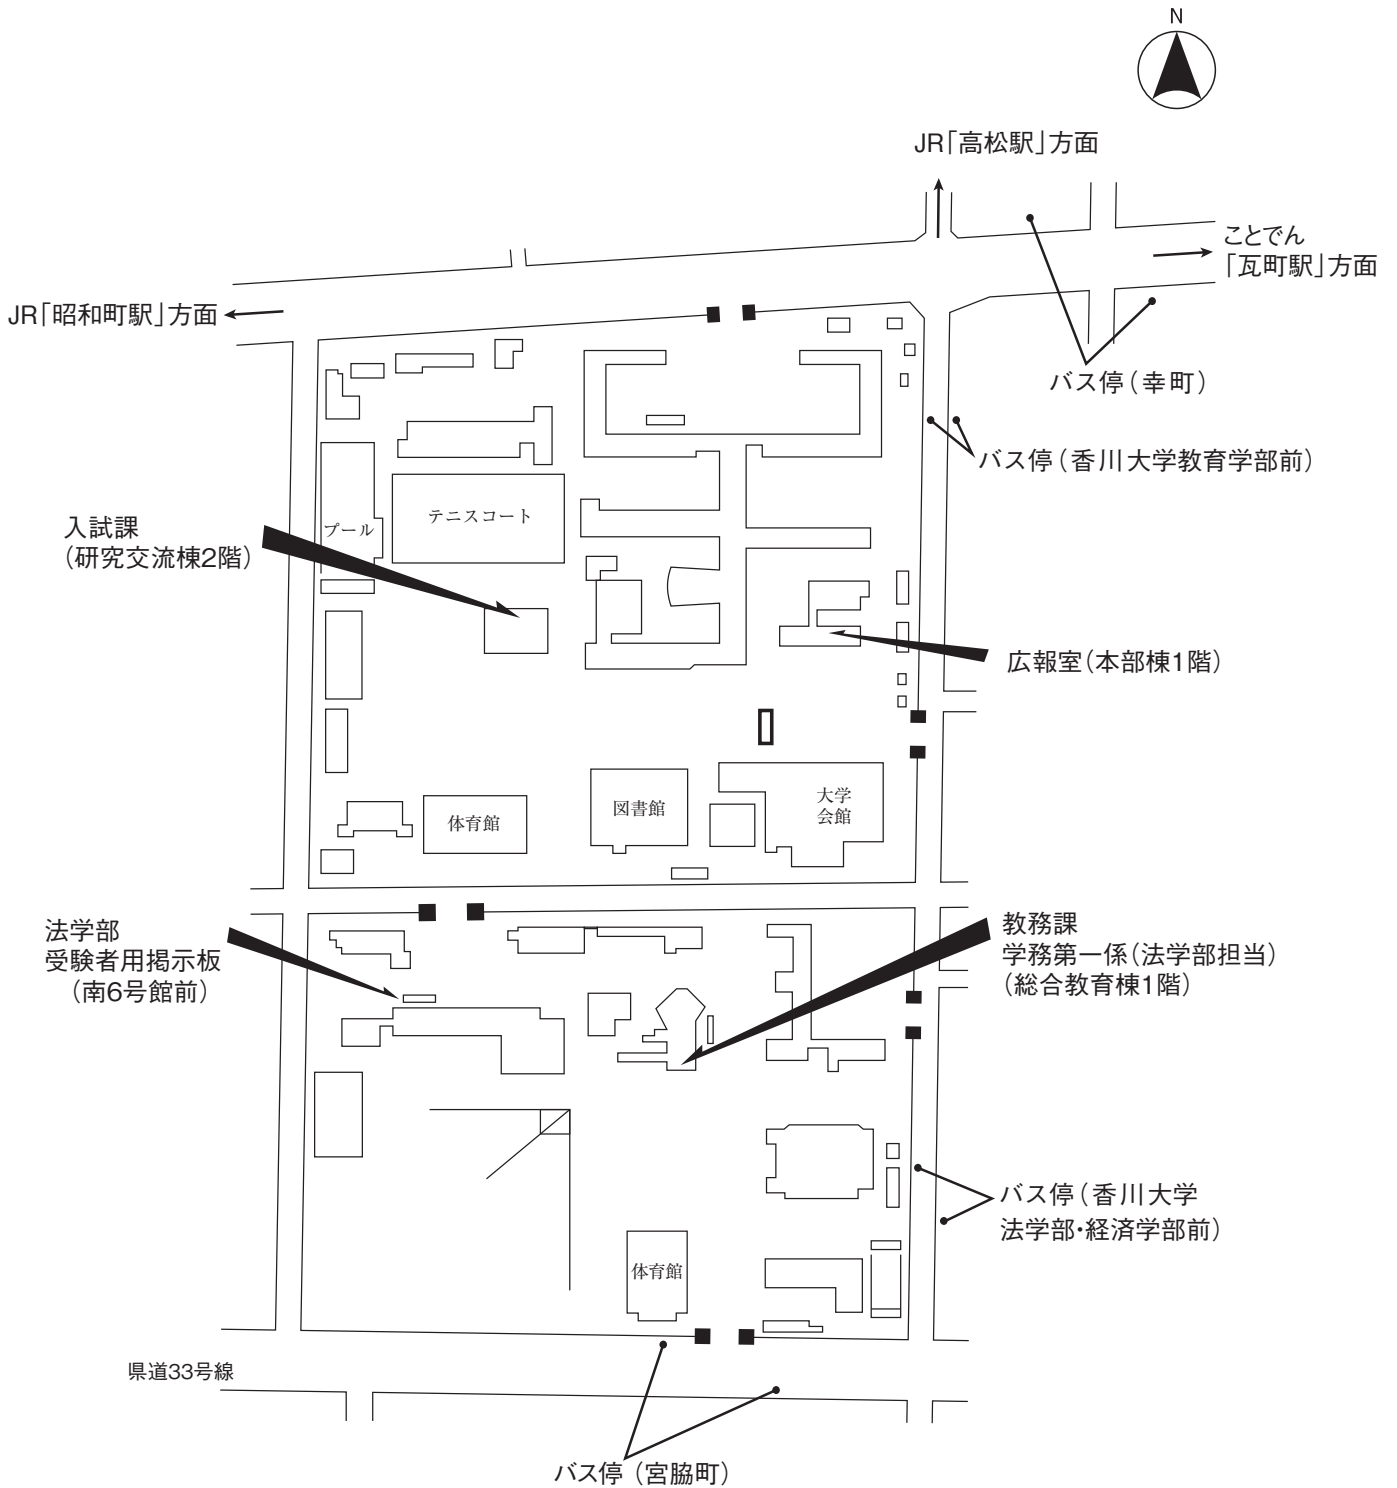 N
JR「高松駅」方面
ことでん
「瓦町駅」方面
JR「昭和町駅」方面
バス停（幸町）
バス停（香川大学教育学部前）
入試課
（研究交流棟2階）
プール
テニスコート
広報室（本部棟1階）
体育館
図書館
大学
会館
法学部
受験者用掲示板
（南6号館前）
教務課
学務第一係（法学部担当）
（総合教育棟1階）
バス停（香川大学
法学部・経済学部前）
体育館
県道33号線
バス停（宮脇町）